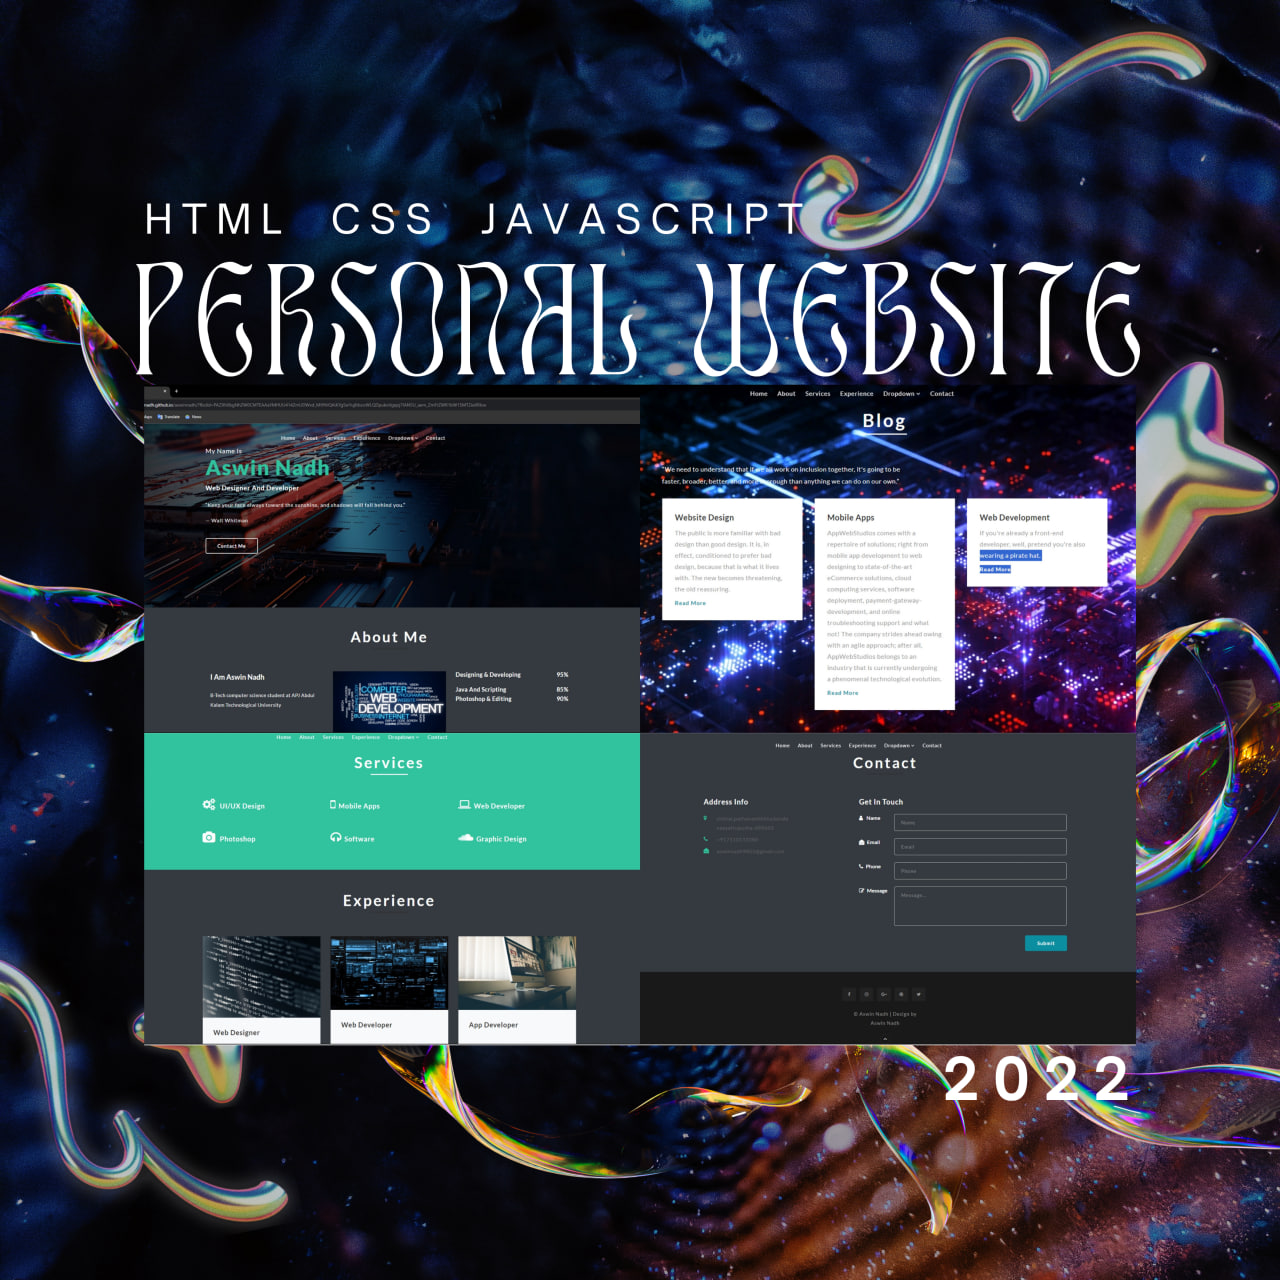 HTML CSS JAVASCRIPT
PERSONAL WEBSITE
Translate
News
Home About Services Experience Dropdown Contact
My Name Is
Aswin Nadh
Web Designer And Developer
"Keep your face always toward the sunshine, and shadows will fall behind you."
— Walt Whitman
Contact Me
About Me
I Am Aswin Nadh
B-Tech computer science student at APJ Abdul
Kalam Technological University
COMPUTER
WEB
DEVELOPMENT
INTERNET
Designing & Developing 95%
Java And Scripting 85%
Photoshop & Editing 90%
Home About Services Experience Dropdown Contact
Services
UI/UX Design
Mobile Apps
Web Developer
Photoshop
Software
Graphic Design
Experience
Web Designer
Web Developer
App Developer
Home About Services Experience Dropdown Contact
Blog
"We need to understand that if we all work on inclusion together, it's going to be
faster, broader, better, and more thorough than anything we can do on our own."
Website Design
The public is more familiar with bad
design than good design. It is, in
effect, conditioned to prefer bad
design, because that is what it lives
with. The new becomes threatening,
the old reassuring.
Read More
Mobile Apps
AppWebStudios comes with a
repertoire of solutions; right from
mobile app development to web
designing to state-of-the-art
eCommerce solutions, cloud
computing services, software
deployment, payment-gateway-
development, and online
troubleshooting support and what
not! The company strides ahead owing
with an agile approach; after all,
AppWebStudios belongs to an
industry that is currently undergoing
a phenomenal technological evolution.
Read More
Web Development
If you're already a front-end
developer, well, pretend you're also
wearing a pirate hat.
Read More
Home About Services Experience Dropdown Contact
Contact
Address Info
Get In Touch
Name
Name
Email
Email
Phone
Phone
Message
Message...
Submit
© Aswin Nadh | Design by
Aswin Nadh
2022